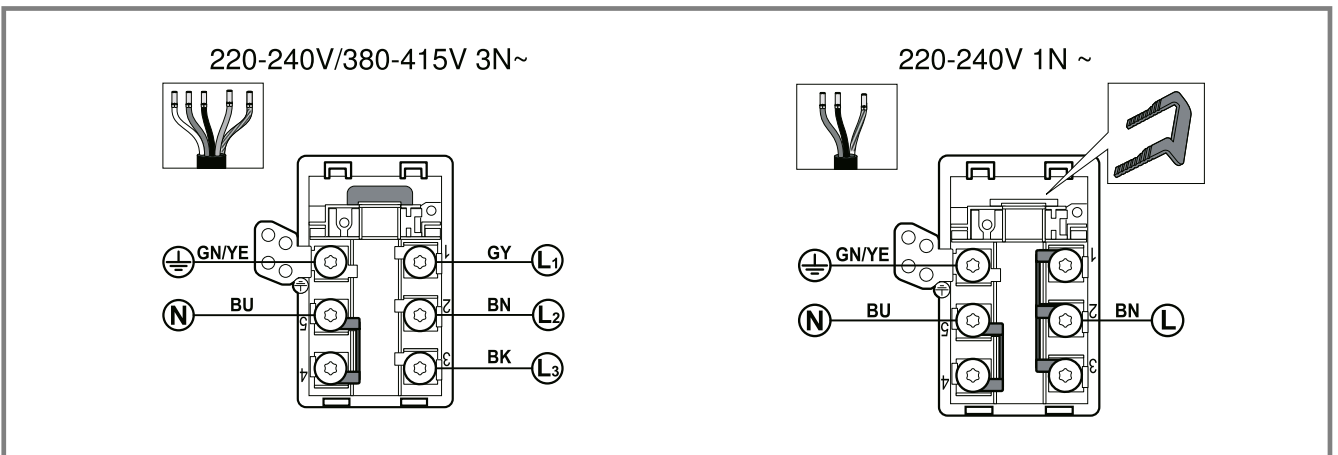 220-240V/380-415V 3N~
GN/YE
N
BU
5
4
1
2
3
GY
L1
BN
L2
BK
L3
220-240V 1N ~
GN/YE
N
BU
5
4
1
2
3
BN
L